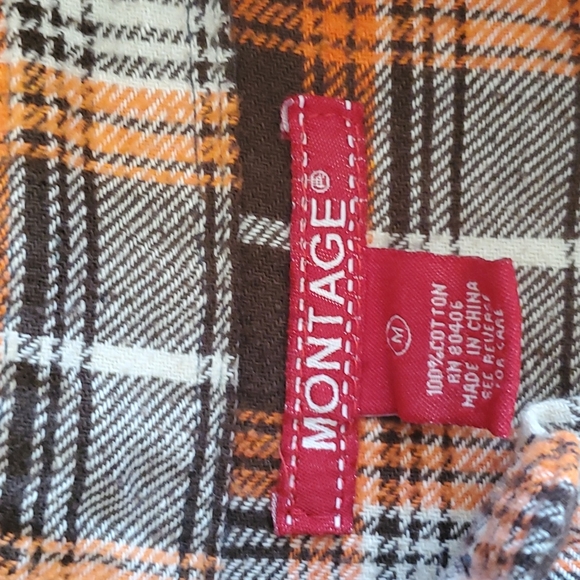 MONTAGE®
M
100%COTTON
RN 80406
MADE IN CHINA
SEE REVERSE
FOR CARE